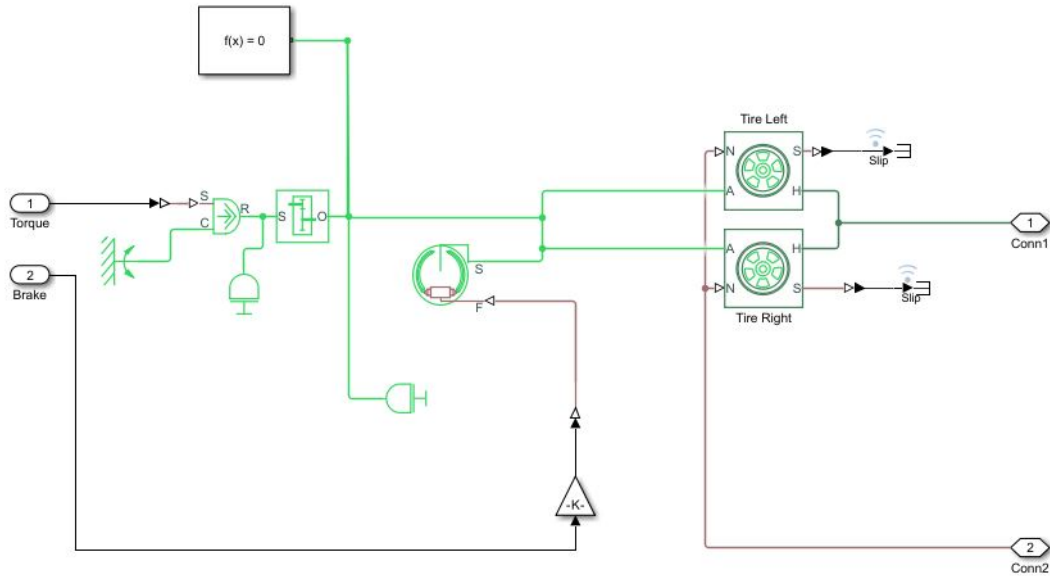 f(x) = 0
Tire Left
N
S
Slip
A
H
1
Torque
S
C
R
S
O
1
Conn1
A
H
S
2
Brake
F
N
S
Slip
Tire Right
-K-
2
Conn2